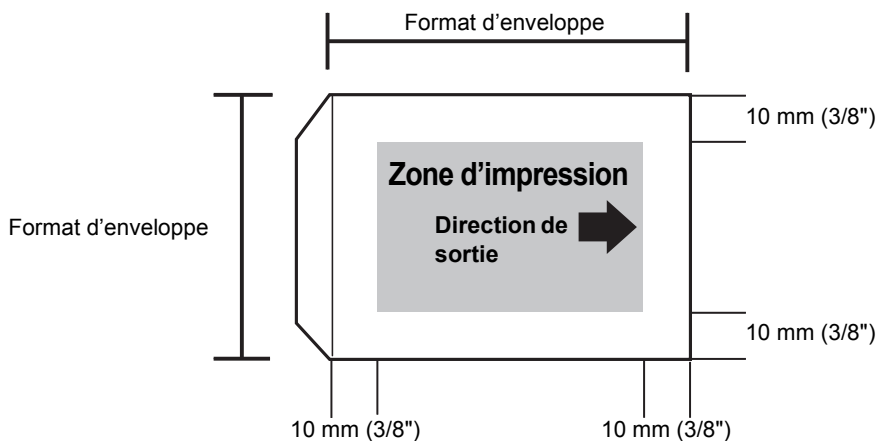 Format d’enveloppe
10 mm (3/8")
Zone d’impression
Direction de
sortie
Format d’enveloppe
10 mm (3/8")
10 mm (3/8")
10 mm (3/8")